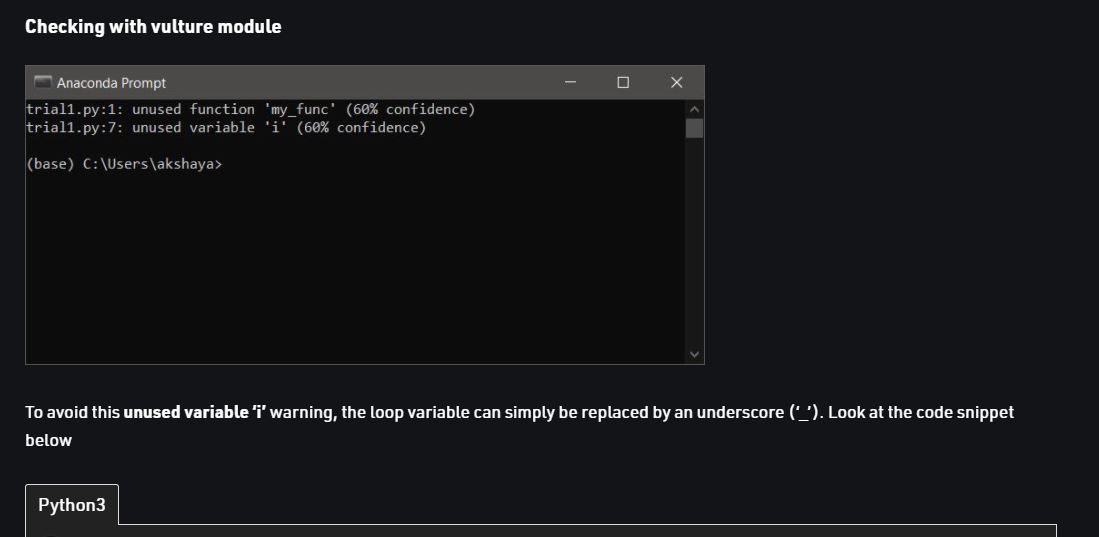 Checking with vulture module
Anaconda Prompt
trial1.py:1: unused function 'my_func' (60% confidence)
trial1.py:7: unused variable 'i' (60% confidence)
(base) C:\Users\akshaya>
To avoid this unused variable ‘i’ warning, the loop variable can simply be replaced by an underscore (‘_’). Look at the code snippet
below
Python3